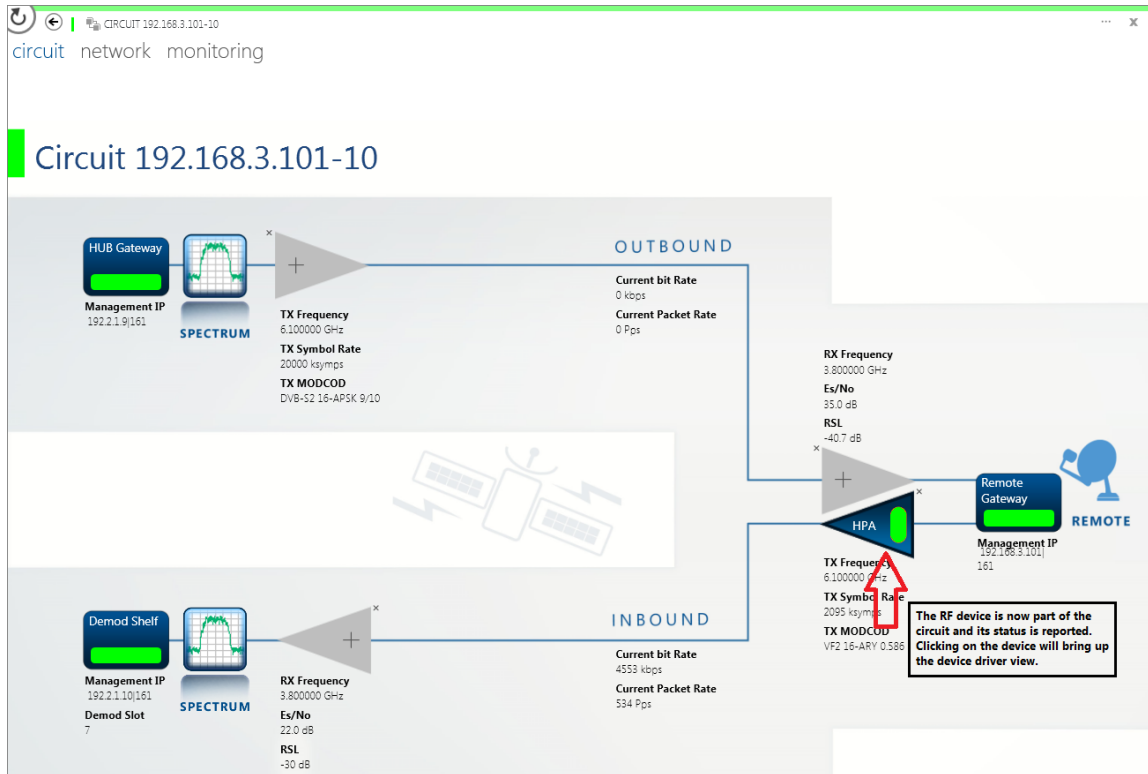 CIRCUIT 192.168.3.101-10
circuit network monitoring
Circuit 192.168.3.101-10
HUB Gateway
Management IP
192.2.1.9|161
SPECTRUM
TX Frequency
6.100000 GHz
TX Symbol Rate
20000 ksymps
TX MODCOD
DVB-S2 16-APSK 9/10
OUTBOUND
Current bit Rate
0 kbps
Current Packet Rate
0 Pps
RX Frequency
3.800000 GHz
Es/No
35.0 dB
RSL
-40.7 dB
Remote
Gateway
REMOTE
Management IP
192.168.3.101|
161
HPA
TX Frequency
6.100000 GHz
TX Symbol Rate
2095 ksymps
TX MODCOD
VF2 16-ARY 0.586
The RF device is now part of the
circuit and its status is reported.
Clicking on the device will bring up
the device driver view.
Demod Shelf
Management IP
192.2.1.10|161
Demod Slot
7
SPECTRUM
RX Frequency
3.800000 GHz
Es/No
22.0 dB
RSL
-30 dB
INBOUND
Current bit Rate
4553 kbps
Current Packet Rate
534 Pps